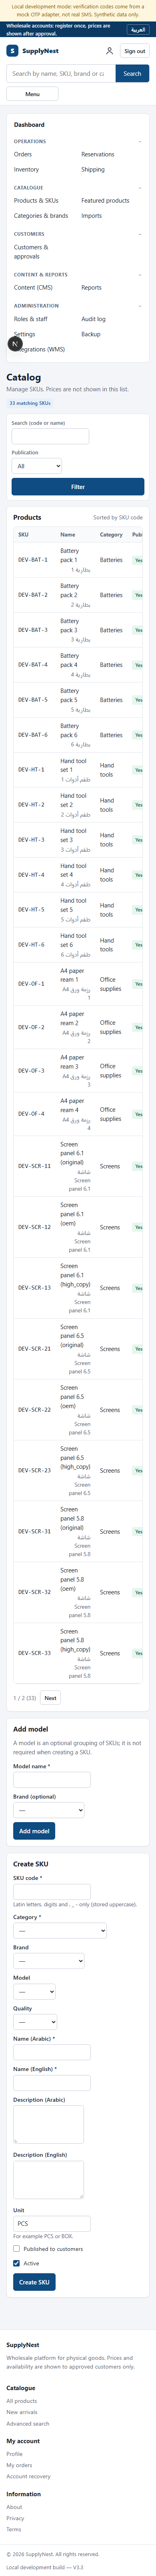 Local development mode: verification codes come from a
mock OTP adapter, not real SMS. Synthetic data only.
Wholesale accounts: register once, prices are
shown after approval.
العربية
S SupplyNest
Sign out
Search by name, SKU, brand or c
Search
Menu
Dashboard
OPERATIONS
Orders Reservations
Inventory Shipping
CATALOGUE
Products & SKUs Featured products
Categories & brands Imports
CUSTOMERS
Customers &
approvals
CONTENT & REPORTS
Content (CMS) Reports
ADMINISTRATION
Roles & staff Audit log
Settings Backup
Integrations (WMS)
N
Catalog
Manage SKUs. Prices are not shown in this list.
33 matching SKUs
Search (code or name)
Publication
All
Filter
Products Sorted by SKU code
SKU Name Category Publ
DEV-BAT-1 Battery pack 1 بطارية 1 Batteries Yes
DEV-BAT-2 Battery pack 2 بطارية 2 Batteries Yes
DEV-BAT-3 Battery pack 3 بطارية 3 Batteries Yes
DEV-BAT-4 Battery pack 4 بطارية 4 Batteries Yes
DEV-BAT-5 Battery pack 5 بطارية 5 Batteries Yes
DEV-BAT-6 Battery pack 6 بطارية 6 Batteries Yes
DEV-HT-1 Hand tool set 1 طقم أدوات 1 Hand tools Yes
DEV-HT-2 Hand tool set 2 طقم أدوات 2 Hand tools Yes
DEV-HT-3 Hand tool set 3 طقم أدوات 3 Hand tools Yes
DEV-HT-4 Hand tool set 4 طقم أدوات 4 Hand tools Yes
DEV-HT-5 Hand tool set 5 طقم أدوات 5 Hand tools Yes
DEV-HT-6 Hand tool set 6 طقم أدوات 6 Hand tools Yes
DEV-OF-1 A4 paper ream 1 رزمة ورق A4 1 Office supplies Yes
DEV-OF-2 A4 paper ream 2 رزمة ورق A4 2 Office supplies Yes
DEV-OF-3 A4 paper ream 3 رزمة ورق A4 3 Office supplies Yes
DEV-OF-4 A4 paper ream 4 رزمة ورق A4 4 Office supplies Yes
DEV-SCR-11 Screen panel 6.1 (original) شاشة Screen panel 6.1 Screens Yes
DEV-SCR-12 Screen panel 6.1 (oem) شاشة Screen panel 6.1 Screens Yes
DEV-SCR-13 Screen panel 6.1 (high_copy) شاشة Screen panel 6.1 Screens Yes
DEV-SCR-21 Screen panel 6.5 (original) شاشة Screen panel 6.5 Screens Yes
DEV-SCR-22 Screen panel 6.5 (oem) شاشة Screen panel 6.5 Screens Yes
DEV-SCR-23 Screen panel 6.5 (high_copy) شاشة Screen panel 6.5 Screens Yes
DEV-SCR-31 Screen panel 5.8 (original) شاشة Screen panel 5.8 Screens Yes
DEV-SCR-32 Screen panel 5.8 (oem) شاشة Screen panel 5.8 Screens Yes
DEV-SCR-33 Screen panel 5.8 (high_copy) شاشة Screen panel 5.8 Screens Yes
1 / 2 (33) Next
Add model
A model is an optional grouping of SKUs; it is not
required when creating a SKU.
Model name *
Brand (optional)
—
Add model
Create SKU
SKU code *
Latin letters, digits and . _ - only (stored uppercase).
Category *
—
Brand
—
Model
—
Quality
—
Name (Arabic) *
Name (English) *
Description (Arabic)
Description (English)
Unit
PCS
For example PCS or BOX.
Published to customers
Active
Create SKU
SupplyNest
Wholesale platform for physical goods. Prices and
availability are shown to approved customers only.
Catalogue
All products
New arrivals
Advanced search
My account
Profile
My orders
Account recovery
Information
About
Privacy
Terms
© 2026 SupplyNest. All rights reserved.
Local development build — V3.3